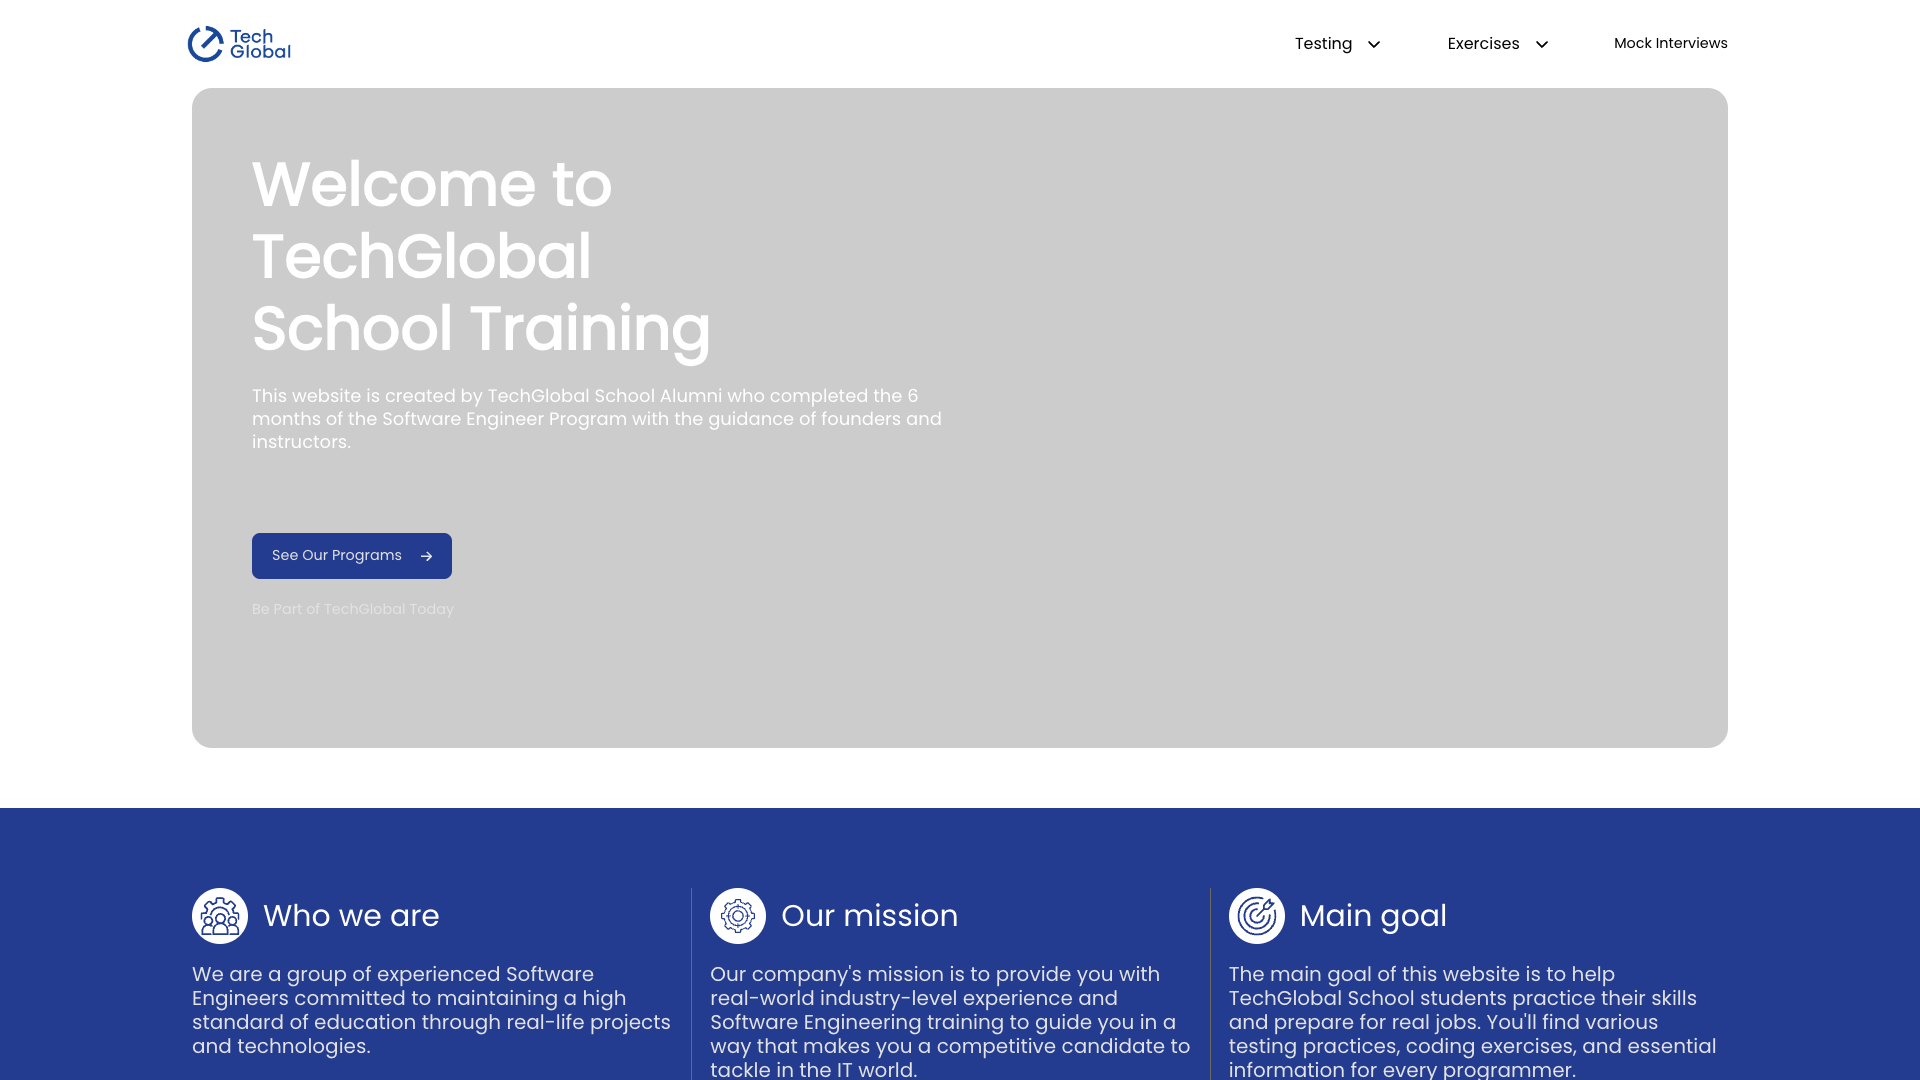 Tech
Global
Testing
Exercises
Mock Interviews
Welcome to
TechGlobal
School Training
This website is created by TechGlobal School Alumni who completed the 6
months of the Software Engineer Program with the guidance of founders and
instructors.
See Our Programs
Be Part of TechGlobal Today
Who we are
We are a group of experienced Software
Engineers committed to maintaining a high
standard of education through real-life projects
and technologies.
Our mission
Our company's mission is to provide you with
real-world industry-level experience and
Software Engineering training to guide you in a
way that makes you a competitive candidate to
tackle in the IT world.
Main goal
The main goal of this website is to help
TechGlobal School students practice their skills
and prepare for real jobs. You'll find various
testing practices, coding exercises, and essential
information for every programmer.